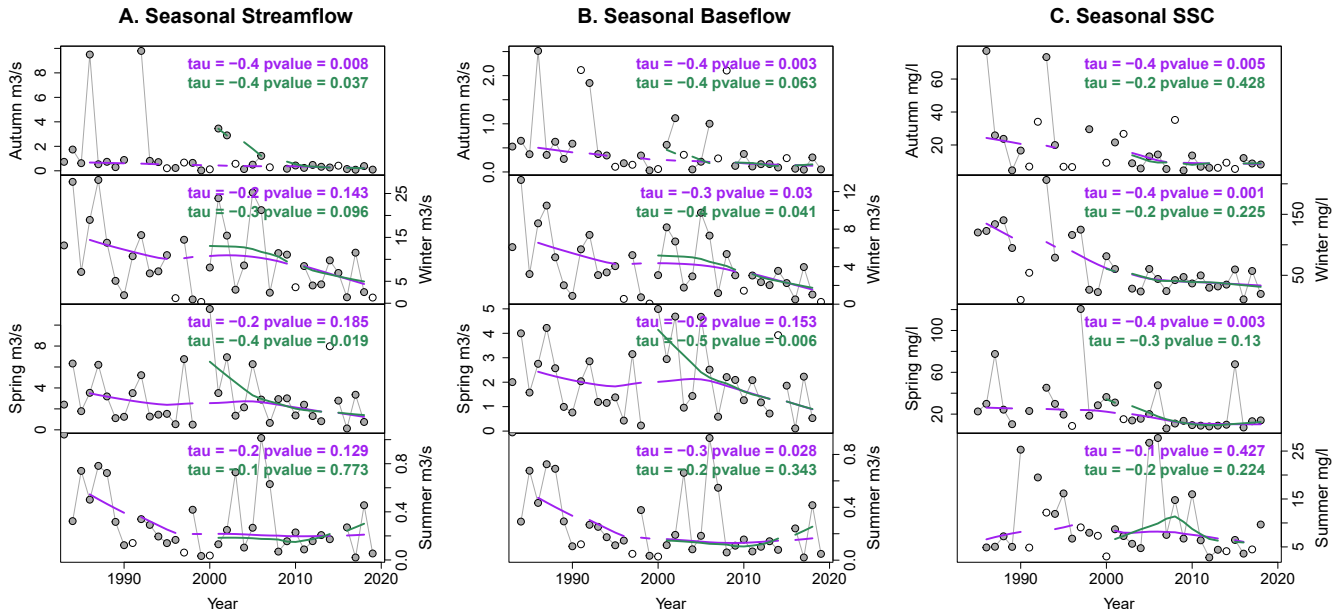 A. Seasonal Streamflow
B. Seasonal Baseflow
C. Seasonal SSC
Autumn m3/s
0 2 4 6 8 10
tau = −0.4 pvalue = 0.008
tau = −0.4 pvalue = 0.037
Winter m3/s
0 5 15 25
tau = −0.2 pvalue = 0.143
tau = −0.3 pvalue = 0.096
Spring m3/s
0 4 8
tau = −0.2 pvalue = 0.185
tau = −0.4 pvalue = 0.019
Summer m3/s
0.0 0.4 0.8
tau = −0.2 pvalue = 0.129
tau = −0.1 pvalue = 0.773
1990 2000 2010 2020
Year
Autumn m3/s
0.0 1.0 2.0
tau = −0.4 pvalue = 0.003
tau = −0.4 pvalue = 0.063
Winter m3/s
0 4 8 12
tau = −0.3 pvalue = 0.03
tau = −0.4 pvalue = 0.041
Spring m3/s
0 1 2 3 4 5
tau = −0.2 pvalue = 0.153
tau = −0.5 pvalue = 0.006
Summer m3/s
0.0 0.4 0.8
tau = −0.3 pvalue = 0.028
tau = −0.2 pvalue = 0.343
1990 2000 2010 2020
Year
Autumn mg/l
20 40 60
tau = −0.4 pvalue = 0.005
tau = −0.2 pvalue = 0.428
Winter mg/l
50 150
tau = −0.4 pvalue = 0.001
tau = −0.2 pvalue = 0.225
Spring mg/l
20 60 100
tau = −0.4 pvalue = 0.003
tau = −0.3 pvalue = 0.13
Summer mg/l
5 15 25
tau = −0.1 pvalue = 0.427
tau = −0.2 pvalue = 0.224
1990 2000 2010 2020
Year